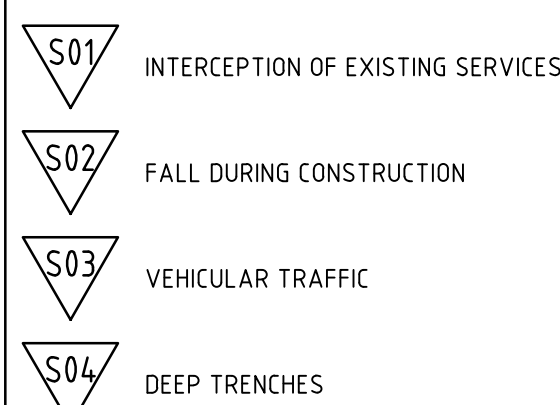 S01 INTERCEPTION OF EXISTING SERVICES
S02 FALL DURING CONSTRUCTION
S03 VEHICULAR TRAFFIC
S04 DEEP TRENCHES